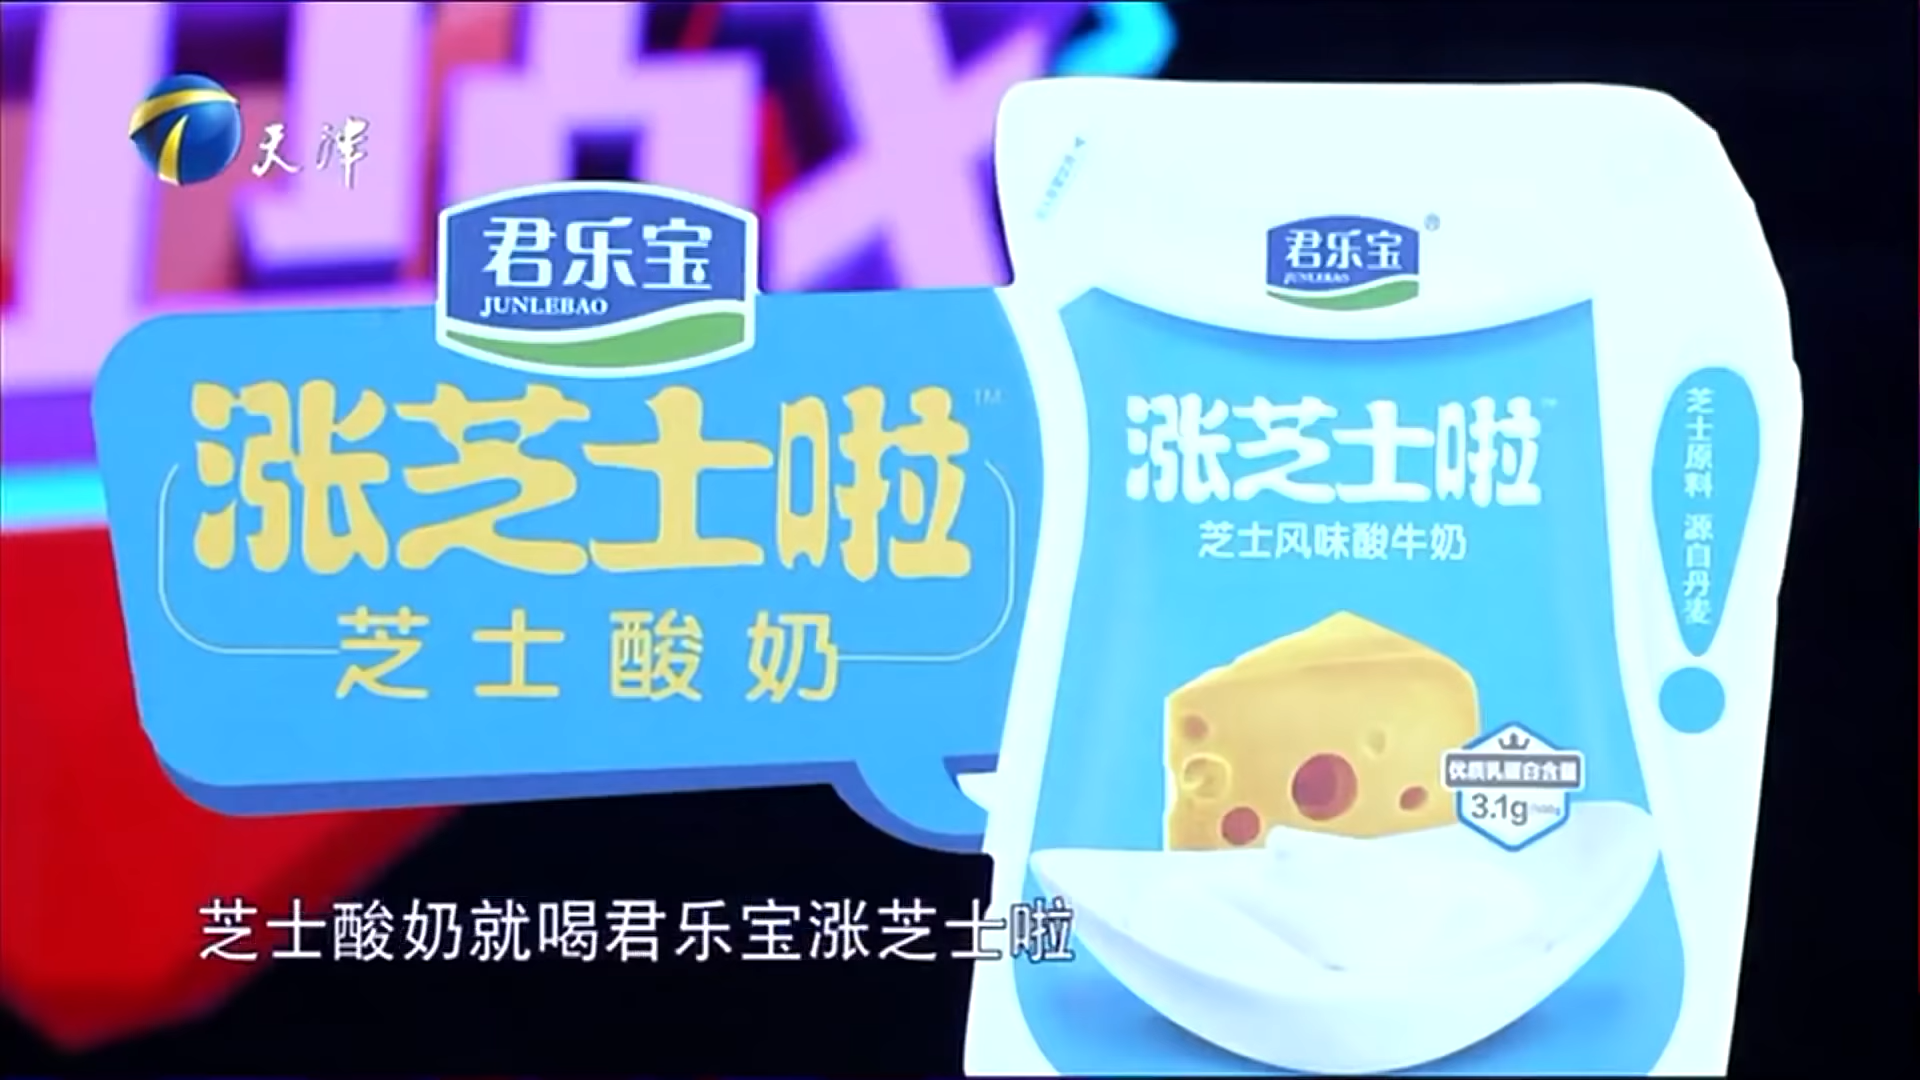 天津
君乐宝
JUNLEBAO
涨芝士啦
TM
芝士酸奶
君乐宝
®
JUNLEBAO
涨芝士啦
芝士风味酸牛奶
芝士原料 源自丹麦
优质乳蛋白含量
3.1g
芝士酸奶就喝君乐宝涨芝士啦